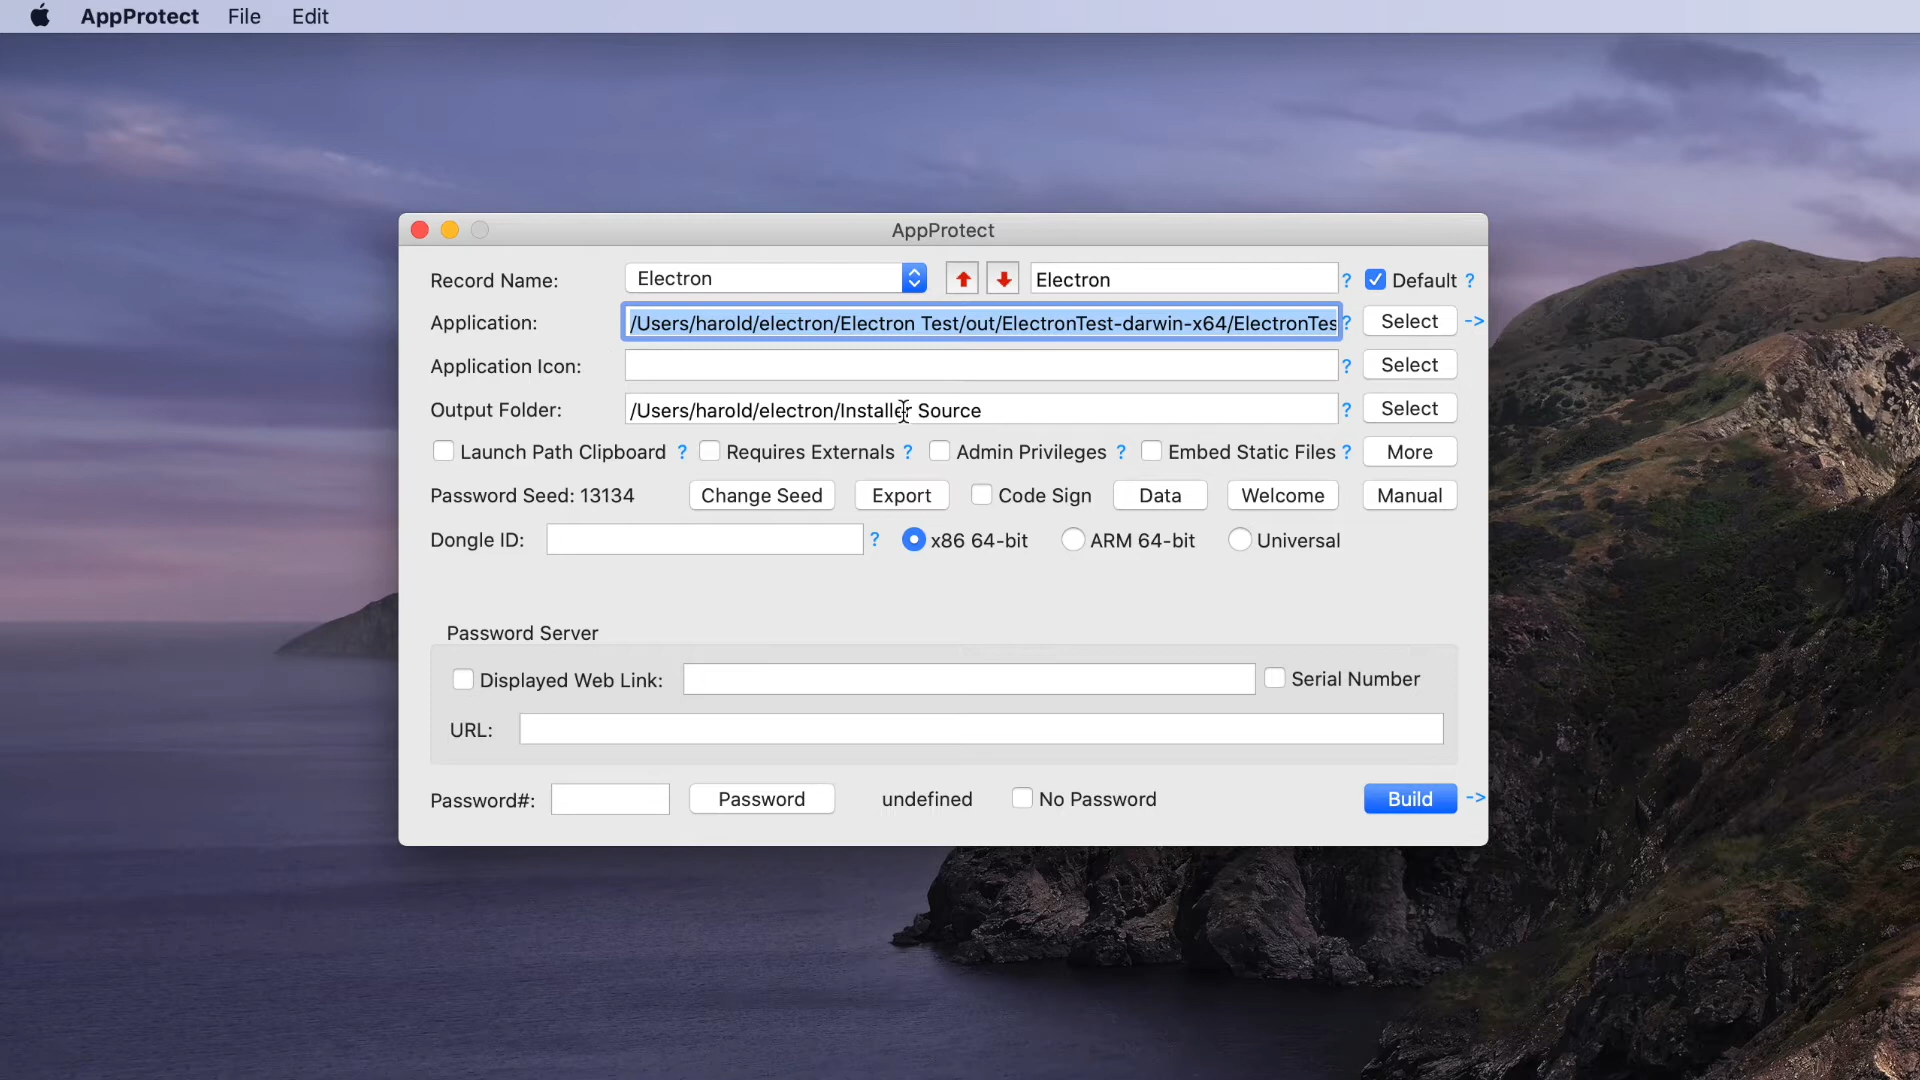 AppProtect File Edit
AppProtect
Record Name: Electron Electron ? Default ?
Application: /Users/harold/electron/Electron Test/out/ElectronTest-darwin-x64/ElectronTes ? Select ->
Application Icon: ? Select
Output Folder: /Users/harold/electron/Installer Source ? Select
Launch Path Clipboard ? Requires Externals ? Admin Privileges ? Embed Static Files ? More
Password Seed: 13134 Change Seed Export Code Sign Data Welcome Manual
Dongle ID: ? x86 64-bit ARM 64-bit Universal
Password Server
Displayed Web Link: Serial Number
URL:
Password#: Password undefined No Password Build ->